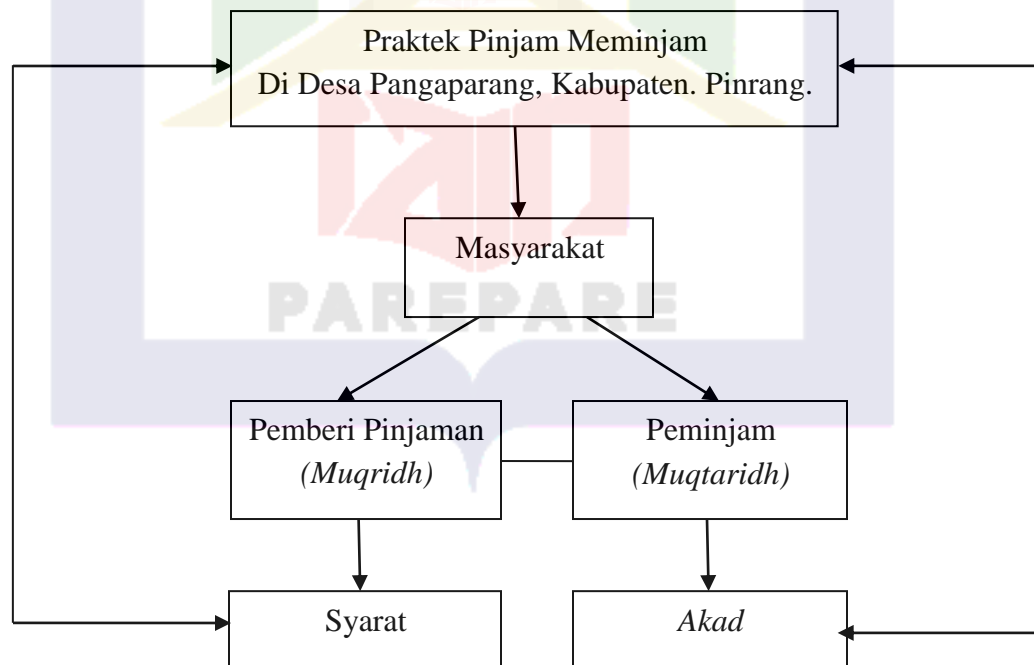 Praktek Pinjam Meminjam
Di Desa Pangaparang, Kabupaten. Pinrang.
Masyarakat
PAREPARE
Pemberi Pinjaman
(Muqridh)
Peminjam
(Muqtaridh)
Syarat
Akad